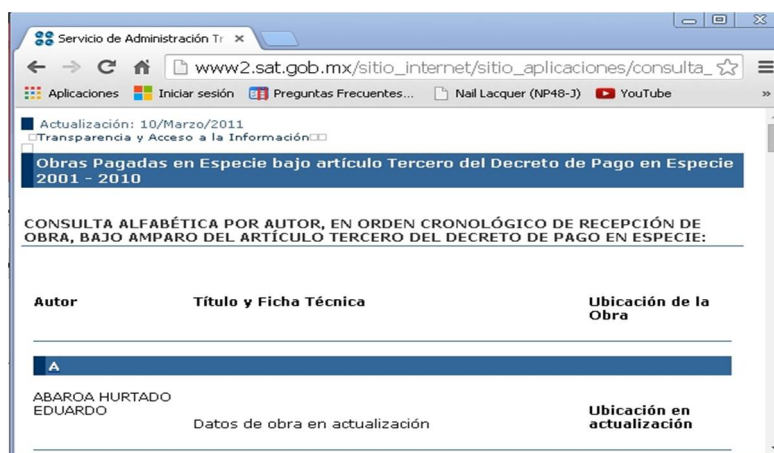 Servicio de Administración Tr
www2.sat.gob.mx/sitio_internet/sitio_aplicaciones/consulta_
Aplicaciones Iniciar sesión Preguntas Frecuentes... Nail Lacquer (NP48-J) YouTube »
Actualización: 10/Marzo/2011
Transparencia y Acceso a la Información
Obras Pagadas en Especie bajo artículo Tercero del Decreto de Pago en Especie
2001 - 2010
CONSULTA ALFABÉTICA POR AUTOR, EN ORDEN CRONOLÓGICO DE RECEPCIÓN DE
OBRA, BAJO AMPARO DEL ARTÍCULO TERCERO DEL DECRETO DE PAGO EN ESPECIE:
Autor Título y Ficha Técnica Ubicación de la
Obra
A
ABAROA HURTADO
EDUARDO Ubicación en
Datos de obra en actualización actualización